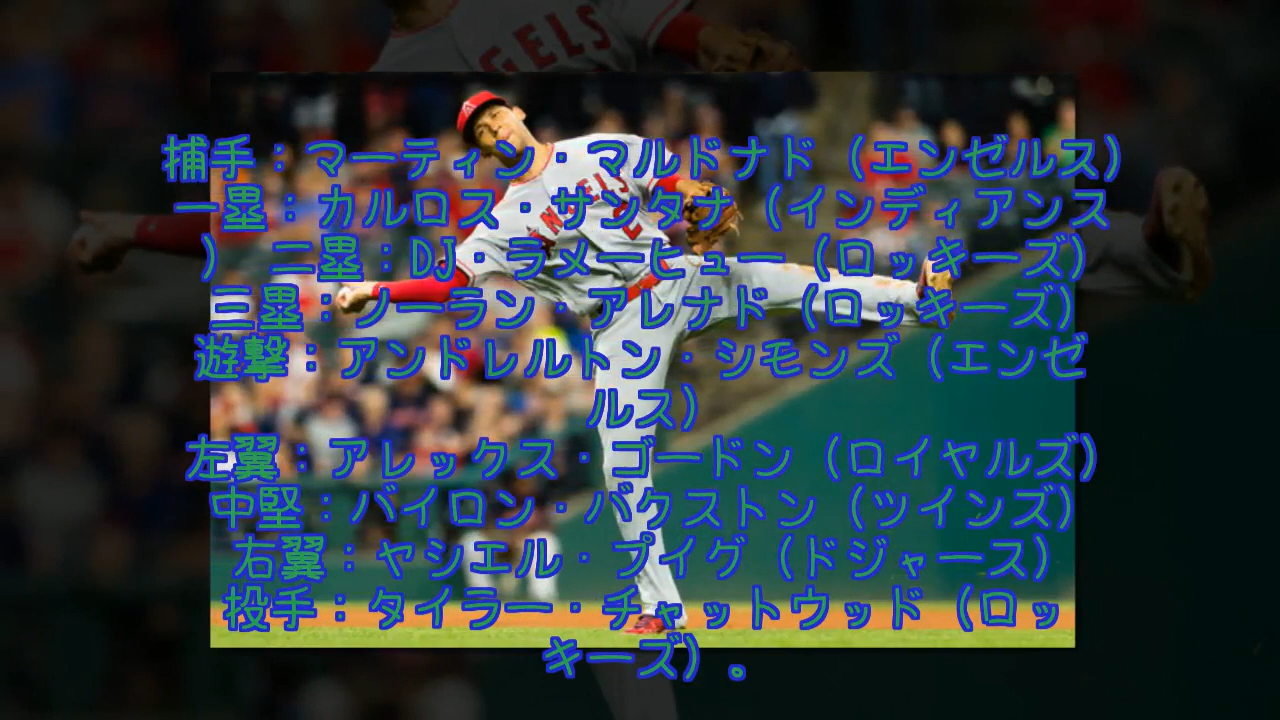 GELS
ANGELS
2
捕手：マーティン・マルドナド（エンゼルス）
一塁：カルロス・サンタナ（インディアンス
） 二塁：DJ・ラメーヒュー（ロッキーズ）
三塁：ノーラン・アレナド（ロッキーズ）
遊撃：アンドレルトン・シモンズ（エンゼ
ルス）
左翼：アレックス・ゴードン（ロイヤルズ）
中堅：バイロン・バクストン（ツインズ）
右翼：ヤシエル・プイグ（ドジャース）
投手：タイラー・チャットウッド（ロッ
キーズ）。